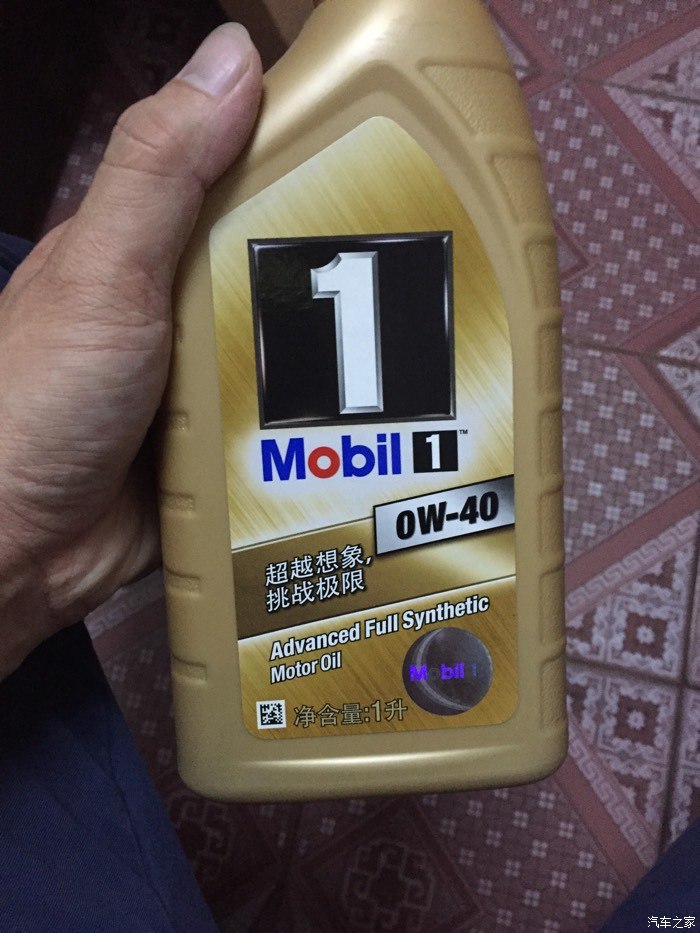 1
Mobil 1™
0W-40
超越想象,
挑战极限
Advanced Full Synthetic
Motor Oil
Mobil 1
净含量:1升
汽车之家